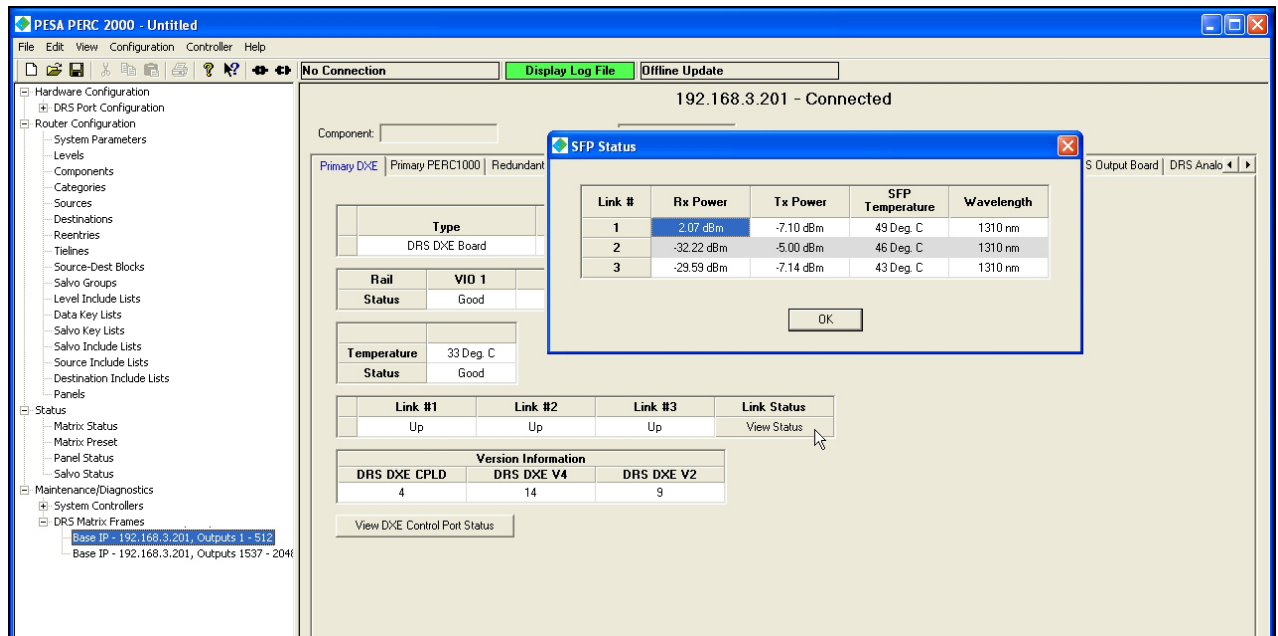 PESA PERC 2000 - Untitled
File Edit View Configuration Controller Help
No Connection Display Log File Offline Update
Hardware Configuration
DRS Port Configuration
Router Configuration
System Parameters
Levels
Components
Categories
Sources
Destinations
Reentries
Tielines
Source-Dest Blocks
Salvo Groups
Level Include Lists
Data Key Lists
Salvo Key Lists
Salvo Include Lists
Source Include Lists
Destination Include Lists
Panels
Status
Matrix Status
Matrix Preset
Panel Status
Salvo Status
Maintenance/Diagnostics
System Controllers
DRS Matrix Frames
Base IP - 192.168.3.201, Outputs 1 - 512
Base IP - 192.168.3.201, Outputs 1537 - 2048
192.168.3.201 - Connected
Component:
Primary DXE Primary PERC1000 Redundant S Output Board DRS Analo
Type
DRS DXE Board
Rail VIO 1
Status Good
Temperature 33 Deg. C
Status Good
Link #1 Link #2 Link #3 Link Status
Up Up Up View Status
Version Information
DRS DXE CPLD DRS DXE V4 DRS DXE V2
4 14 9
View DXE Control Port Status
SFP Status
Link # Rx Power Tx Power SFP Temperature Wavelength
1 2.07 dBm -7.10 dBm 49 Deg. C 1310 nm
2 -32.22 dBm -5.00 dBm 46 Deg. C 1310 nm
3 -29.59 dBm -7.14 dBm 43 Deg. C 1310 nm
OK